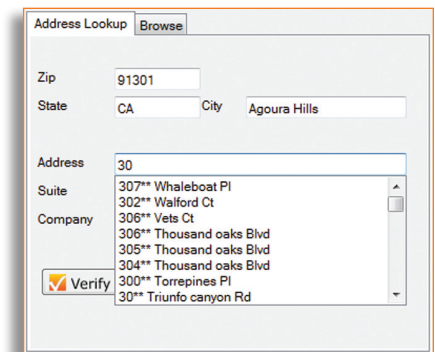 Address Lookup Browse
Zip 91301
State CA City Agoura Hills
Address 30
Suite
Company
307** Whaleboat Pl
302** Walford Ct
306** Vets Ct
306** Thousand oaks Blvd
305** Thousand oaks Blvd
304** Thousand oaks Blvd
300** Torrepines Pl
30** Triunfo canyon Rd
Verify